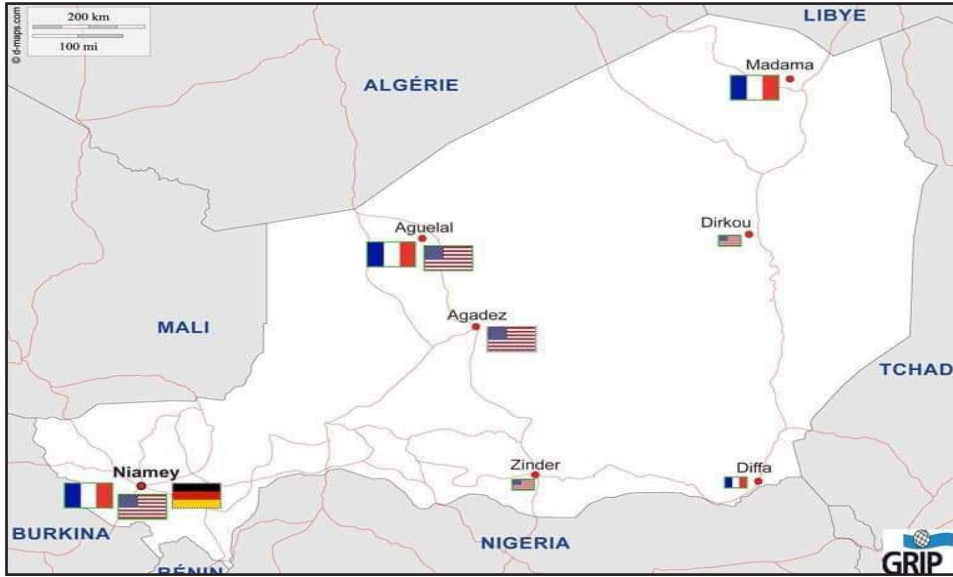 200 km
100 mi
© d-maps.com
LIBYE
Madama
ALGÉRIE
Dirkou
Aguelal
Agadez
MALI
TCHAD
Zinder
Diffa
Niamey
BURKINA
NIGERIA
BÉNIN
GRIP